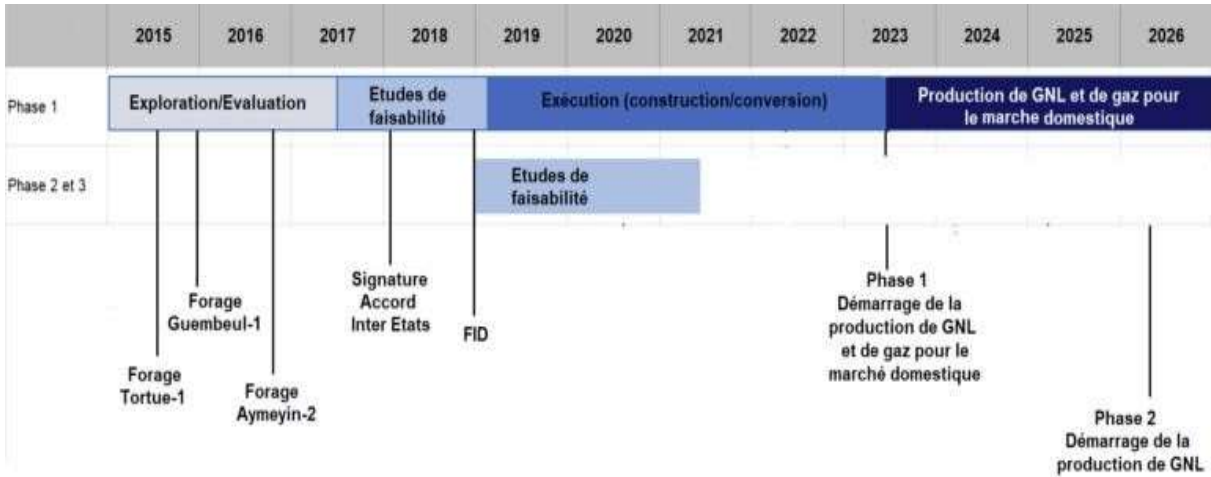 2015 2016 2017 2018 2019 2020 2021 2022 2023 2024 2025 2026
Phase 1
Exploration/Evaluation
Etudes de
faisabilité
Exécution (construction/conversion)
Production de GNL et de gaz pour
le marche domestique
Phase 2 et 3
Etudes de
faisabilité
Forage
Tortue-1
Forage
Guembeul-1
Forage
Aymeyin-2
Signature
Accord
Inter Etats
FID
Phase 1
Démarrage de la
production de GNL
et de gaz pour le
marché domestique
Phase 2
Démarrage de la
production de GNL